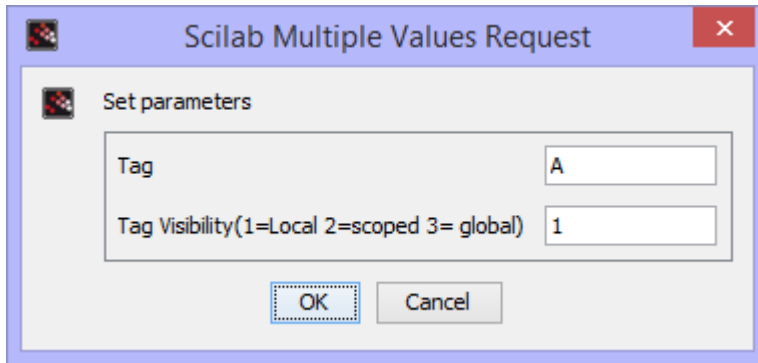 Scilab Multiple Values Request
Set parameters
Tag A
Tag Visibility(1=Local 2=scoped 3= global) 1
OK Cancel